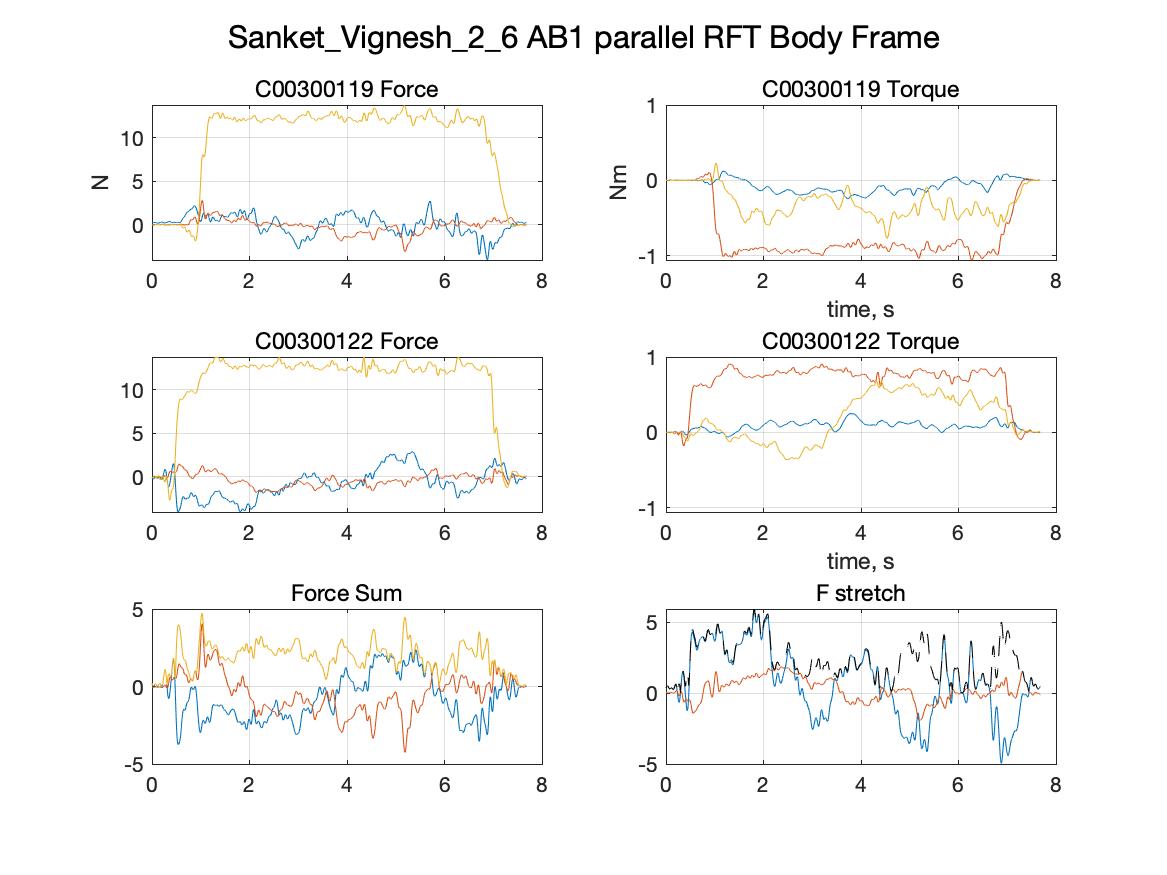 Sanket_Vignesh_2_6 AB1 parallel RFT Body Frame
C00300119 Force
N
10
5
0
0 2 4 6 8
C00300119 Torque
Nm
1
0
-1
0 2 4 6 8
time, s
C00300122 Force
10
5
0
0 2 4 6 8
C00300122 Torque
1
0
-1
0 2 4 6 8
time, s
Force Sum
5
0
-5
0 2 4 6 8
F stretch
5
0
-5
0 2 4 6 8